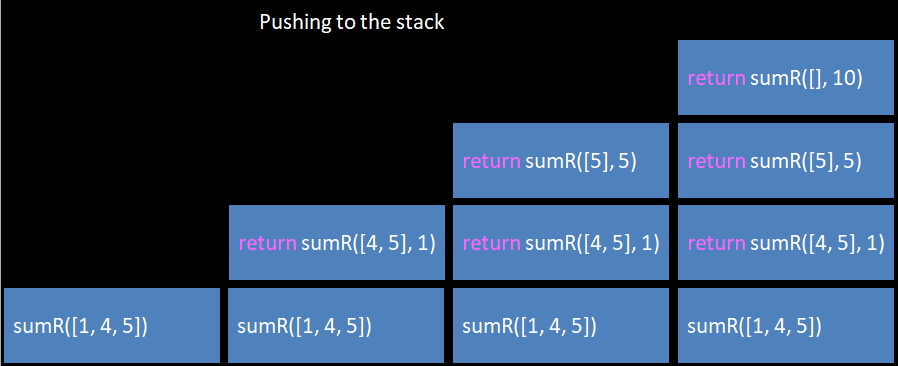 Pushing to the stack
return sumR([], 10)
return sumR([5], 5)
return sumR([5], 5)
return sumR([4, 5], 1)
return sumR([4, 5], 1)
return sumR([4, 5], 1)
sumR([1, 4, 5])
sumR([1, 4, 5])
sumR([1, 4, 5])
sumR([1, 4, 5])